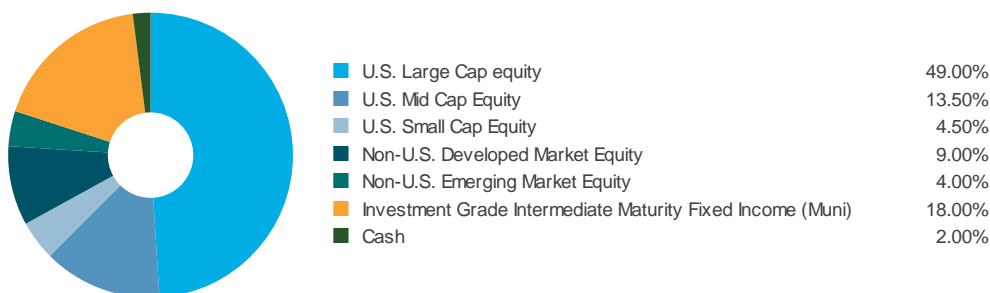 U.S. Large Cap equity 49.00%
U.S. Mid Cap Equity 13.50%
U.S. Small Cap Equity 4.50%
Non-U.S. Developed Market Equity 9.00%
Non-U.S. Emerging Market Equity 4.00%
Investment Grade Intermediate Maturity Fixed Income (Muni) 18.00%
Cash 2.00%